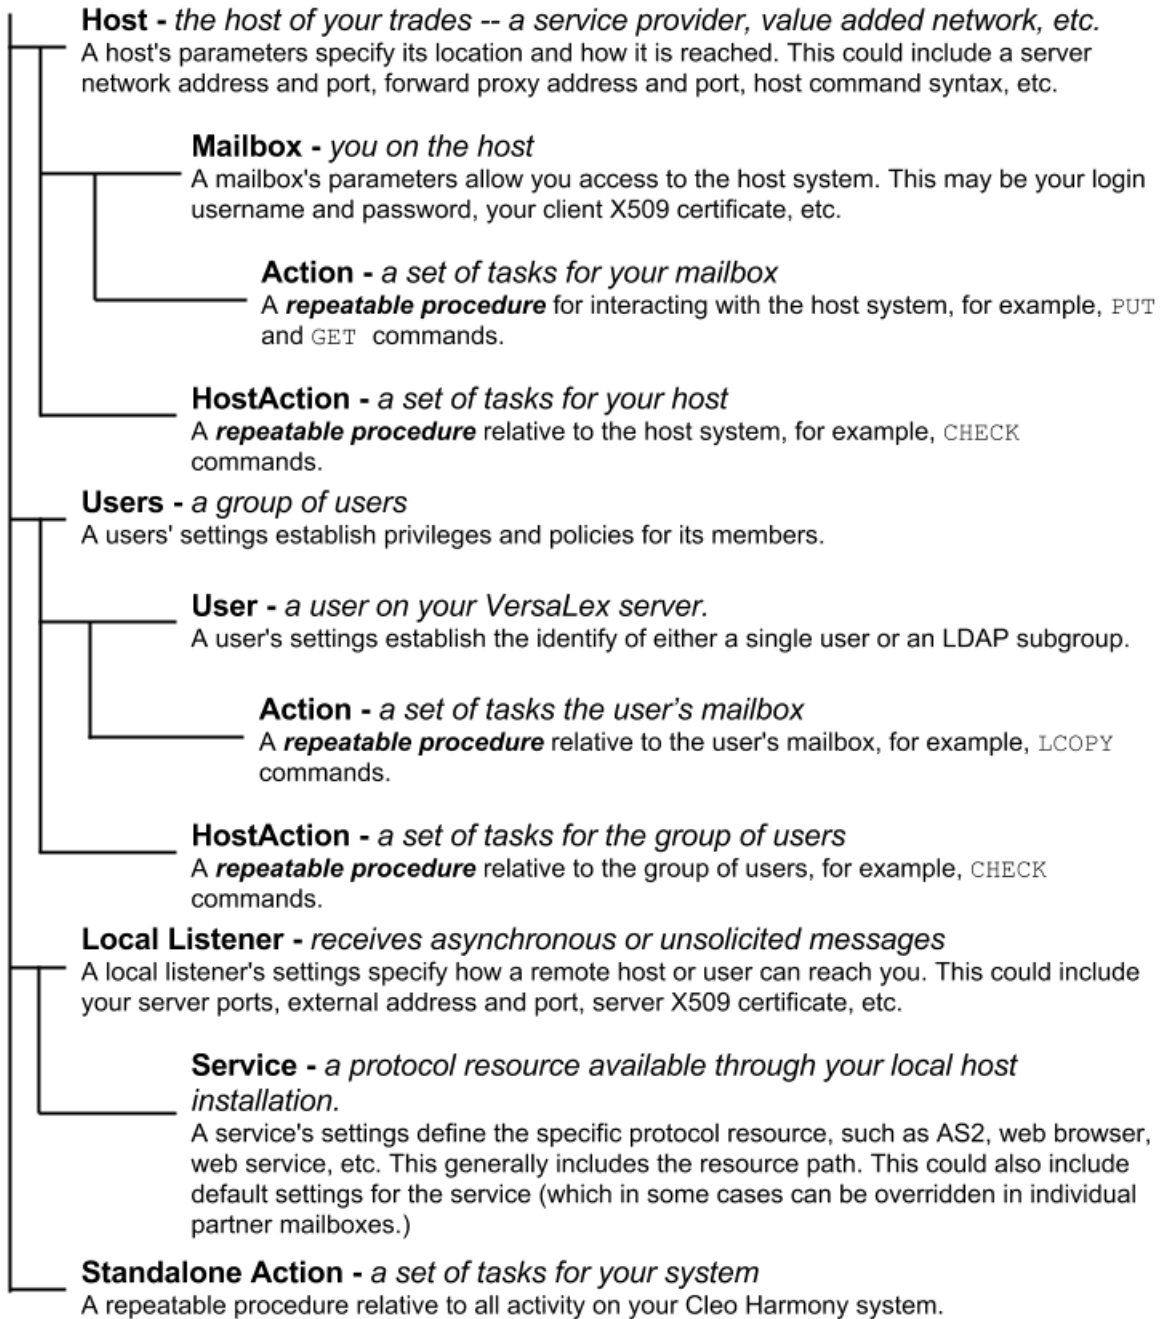 Host - the host of your trades -- a service provider, value added network, etc.
A host's parameters specify its location and how it is reached. This could include a server
network address and port, forward proxy address and port, host command syntax, etc.
Mailbox - you on the host
A mailbox's parameters allow you access to the host system. This may be your login
username and password, your client X509 certificate, etc.
Action - a set of tasks for your mailbox
A repeatable procedure for interacting with the host system, for example, PUT
and GET commands.
HostAction - a set of tasks for your host
A repeatable procedure relative to the host system, for example, CHECK
commands.
Users - a group of users
A users' settings establish privileges and policies for its members.
User - a user on your VersaLex server.
A user's settings establish the identify of either a single user or an LDAP subgroup.
Action - a set of tasks the user’s mailbox
A repeatable procedure relative to the user's mailbox, for example, LCOPY
commands.
HostAction - a set of tasks for the group of users
A repeatable procedure relative to the group of users, for example, CHECK
commands.
Local Listener - receives asynchronous or unsolicited messages
A local listener's settings specify how a remote host or user can reach you. This could include
your server ports, external address and port, server X509 certificate, etc.
Service - a protocol resource available through your local host
installation.
A service's settings define the specific protocol resource, such as AS2, web browser,
web service, etc. This generally includes the resource path. This could also include
default settings for the service (which in some cases can be overridden in individual
partner mailboxes.)
Standalone Action - a set of tasks for your system
A repeatable procedure relative to all activity on your Cleo Harmony system.